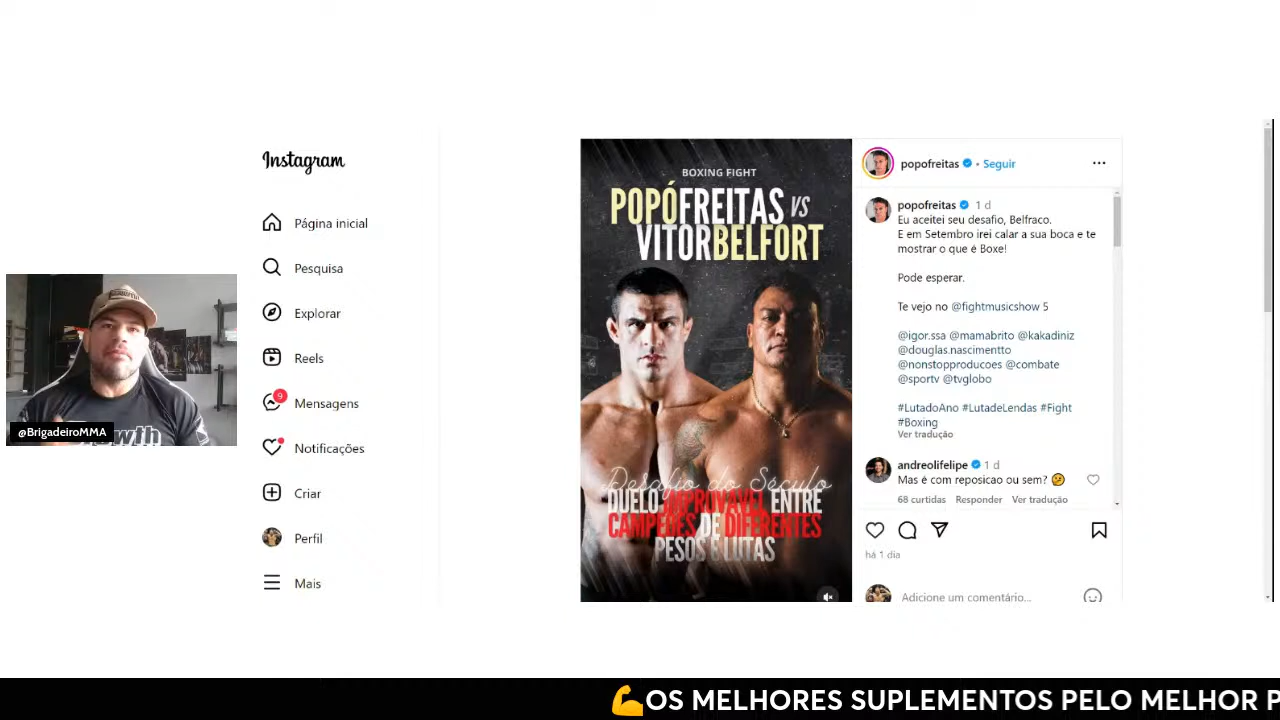 Instagram
Página inicial
Pesquisa
Explorar
Reels
9
Mensagens
Notificações
Criar
Perfil
Mais
@BrigadeiroMMA
BOXING FIGHT
POPÓFREITAS VS
VITORBELFORT
Desafio do Século
DUELO IMPROVÁVEL ENTRE
CAMPEÕES DE DIFERENTES
PESOS E LUTAS
popofreitas • Seguir
popofreitas 1 d
Eu aceitei seu desafio, Belfraco.
E em Setembro irei calar a sua boca e te
mostrar o que é Boxe!
Pode esperar.
Te vejo no @fightmusicshow 5
@igor.ssa @mamabrito @kakadiniz
@douglas.nascimentto
@nonstopproducoes @combate
@sportv @tvglobo
#LutadoAno #LutadeLendas #Fight
#Boxing
Ver tradução
andreolifelipe 1 d
Mas é com reposicao ou sem? 🤔
68 curtidas Responder Ver tradução
há 1 dia
Adicione um comentário...
💪OS MELHORES SUPLEMENTOS PELO MELHOR P